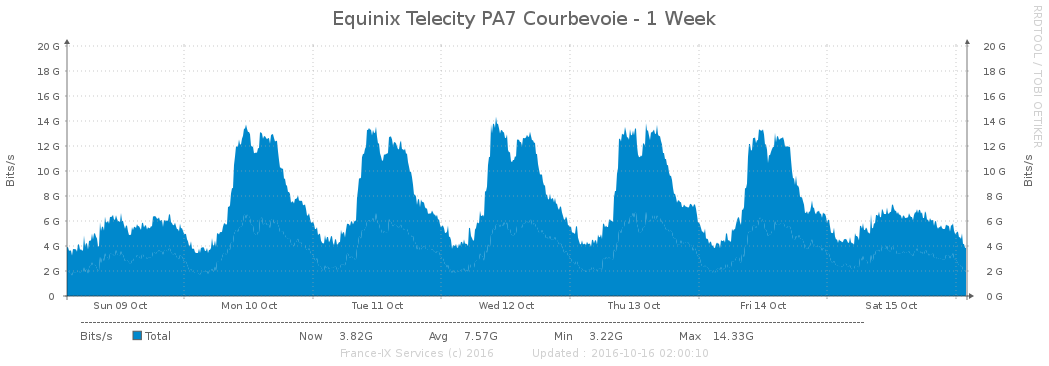 Equinix Telecity PA7 Courbevoie - 1 Week
RRDTOOL / TOBI OETIKER
Bits/s
20 G
18 G
16 G
14 G
12 G
10 G
8 G
6 G
4 G
2 G
0
20 G
18 G
16 G
14 G
12 G
10 G
8 G
6 G
4 G
2 G
0 G
Bits/s
Sun 09 Oct Mon 10 Oct Tue 11 Oct Wed 12 Oct Thu 13 Oct Fri 14 Oct Sat 15 Oct
Bits/s Total Now 3.82G Avg 7.57G Min 3.22G Max 14.33G
France-IX Services (c) 2016 Updated : 2016-10-16 02:00:10